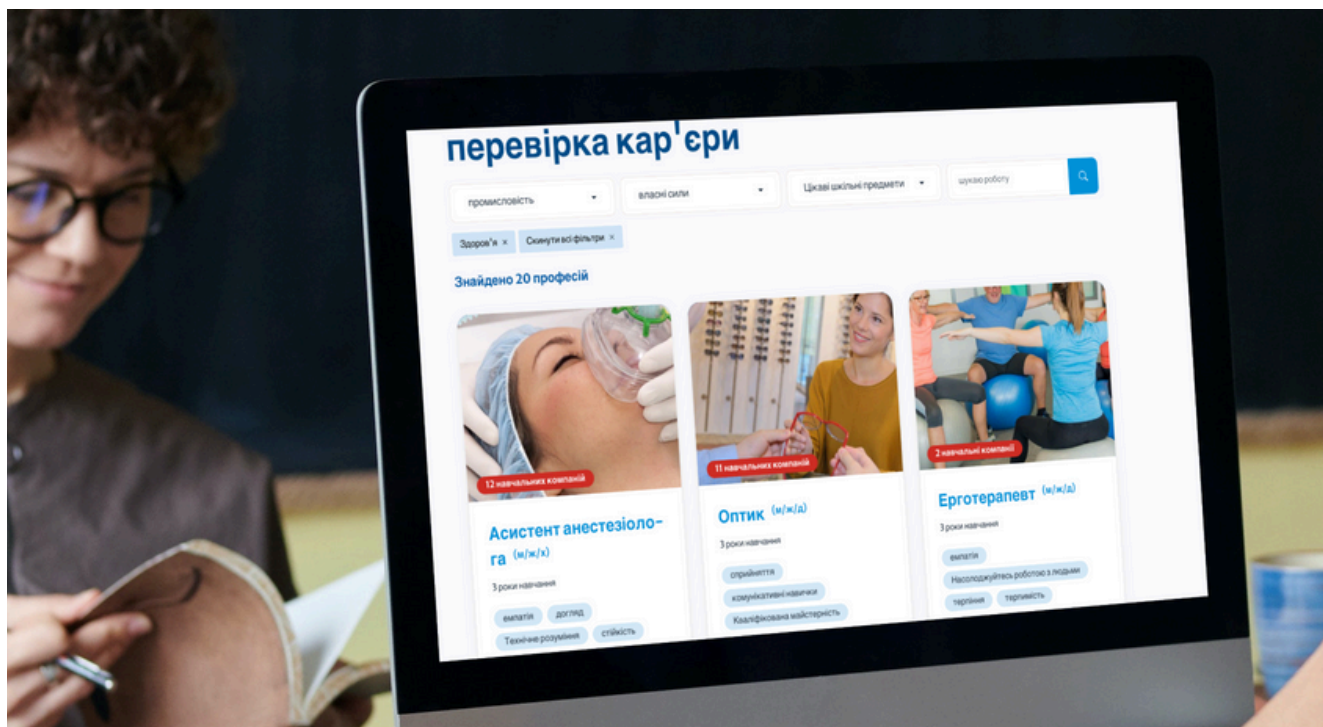 перевірка кар'єри
промисловість
власні сили
Цікаві шкільні предмети
шукаю роботу
Здоров'я ×
Скинути всі фільтри ×
Знайдено 20 професій
12 навчальних компаній
Асистент анестезіоло-
га (м/ж/х)
3 роки навчання
емпатія
догляд
Технічне розуміння
стійкість
11 навчальних компаній
Оптик (м/ж/д)
3 роки навчання
сприйняття
комунікативні навички
Кваліфікована майстерність
2 навчальні компанії
Ерготерапевт (м/ж/д)
3 роки навчання
емпатія
Насолоджуйтесь роботою з людьми
терпіння
терпимість